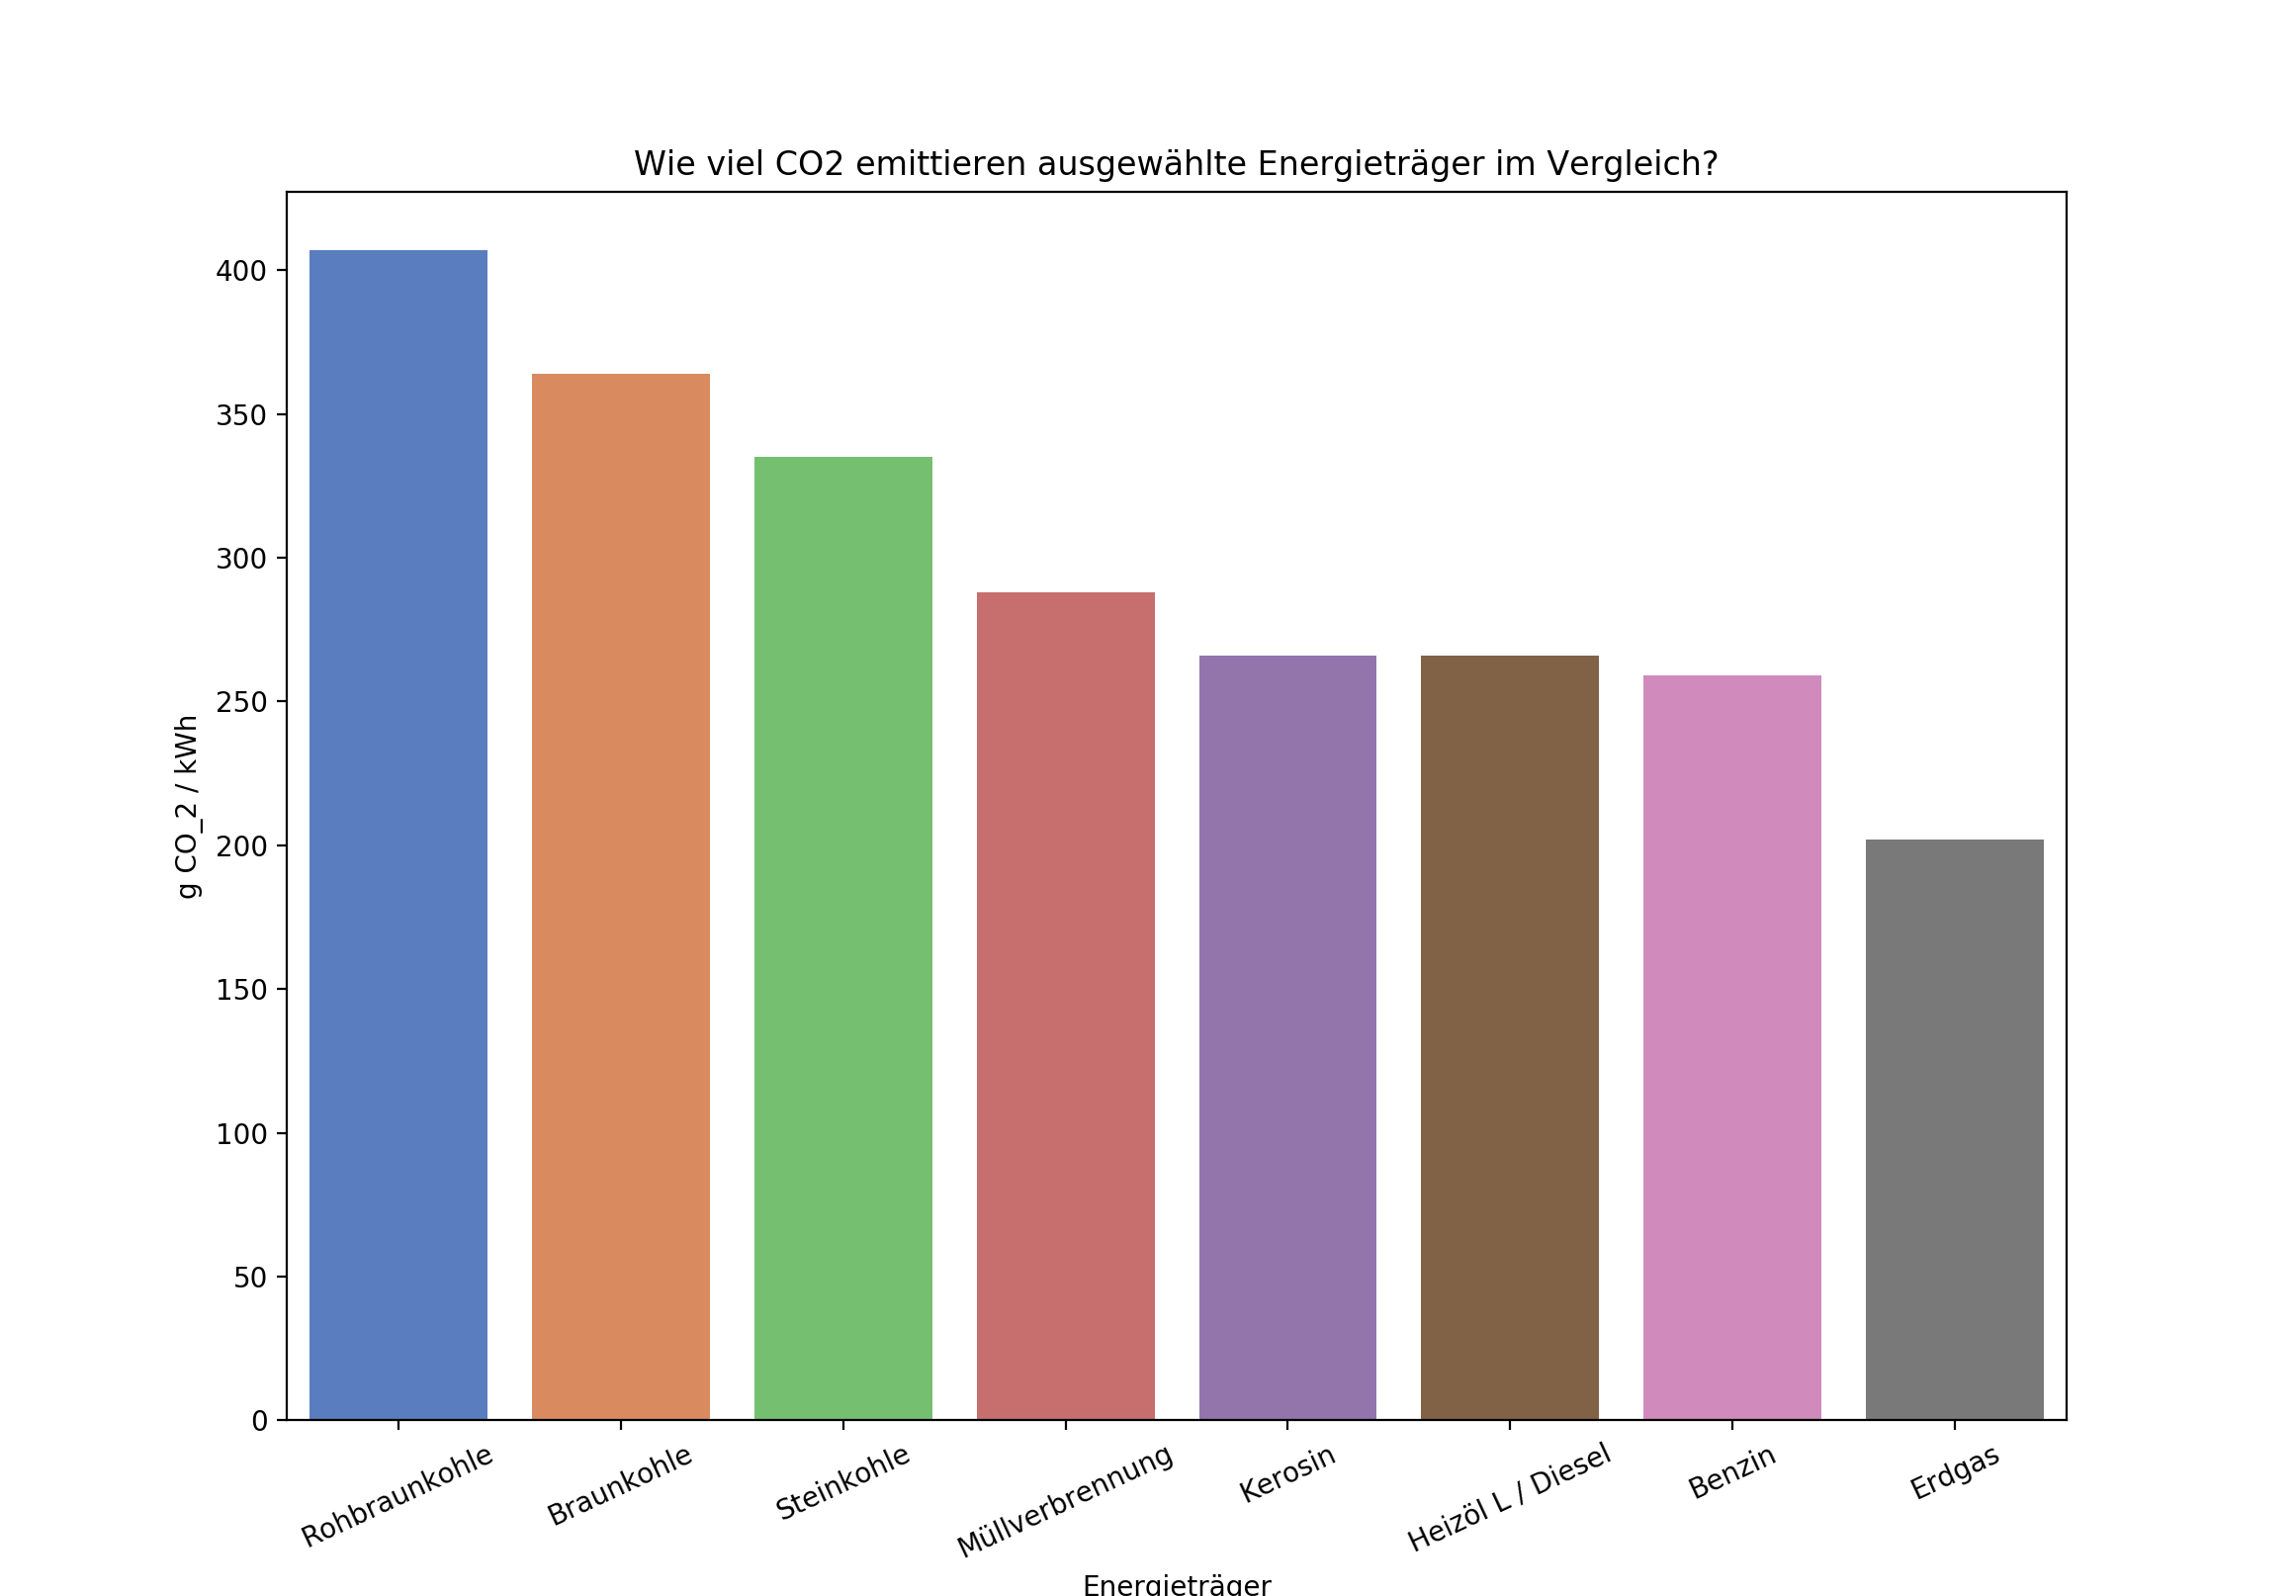 Wie viel CO2 emittieren ausgewählte Energieträger im Vergleich?
400
350
300
250
200
150
100
50
0
g CO_2 / kWh
Rohbraunkohle
Braunkohle
Steinkohle
Müllverbrennung
Kerosin
Heizöl L / Diesel
Benzin
Erdgas
Energieträger